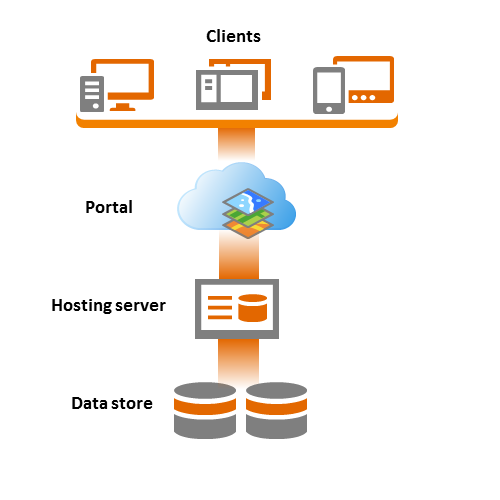 Clients
Portal
Hosting server
Data store